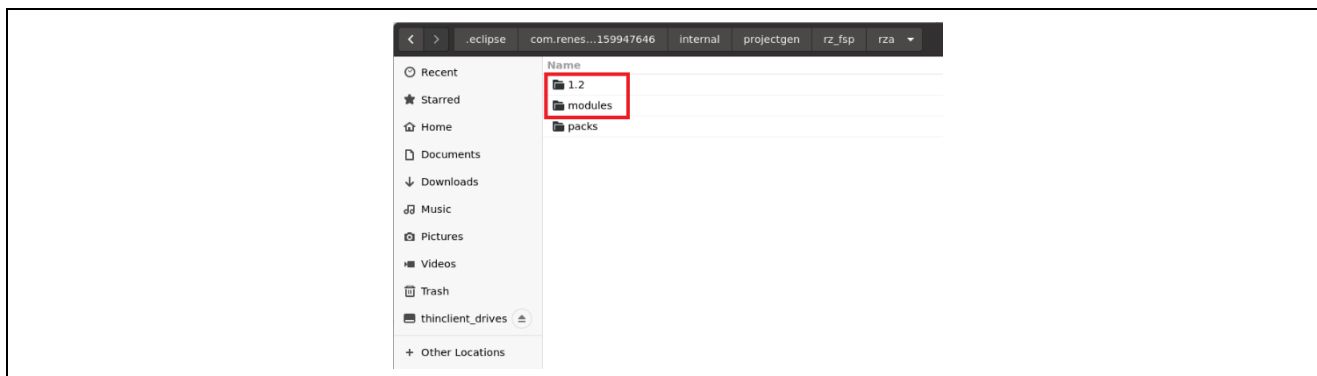 .eclipse com.renes...159947646 internal projectgen rz_fsp rza
Recent
Starred
Home
Documents
Downloads
Music
Pictures
Videos
Trash
thinclient_drives
+ Other Locations
Name
1.2
modules
packs